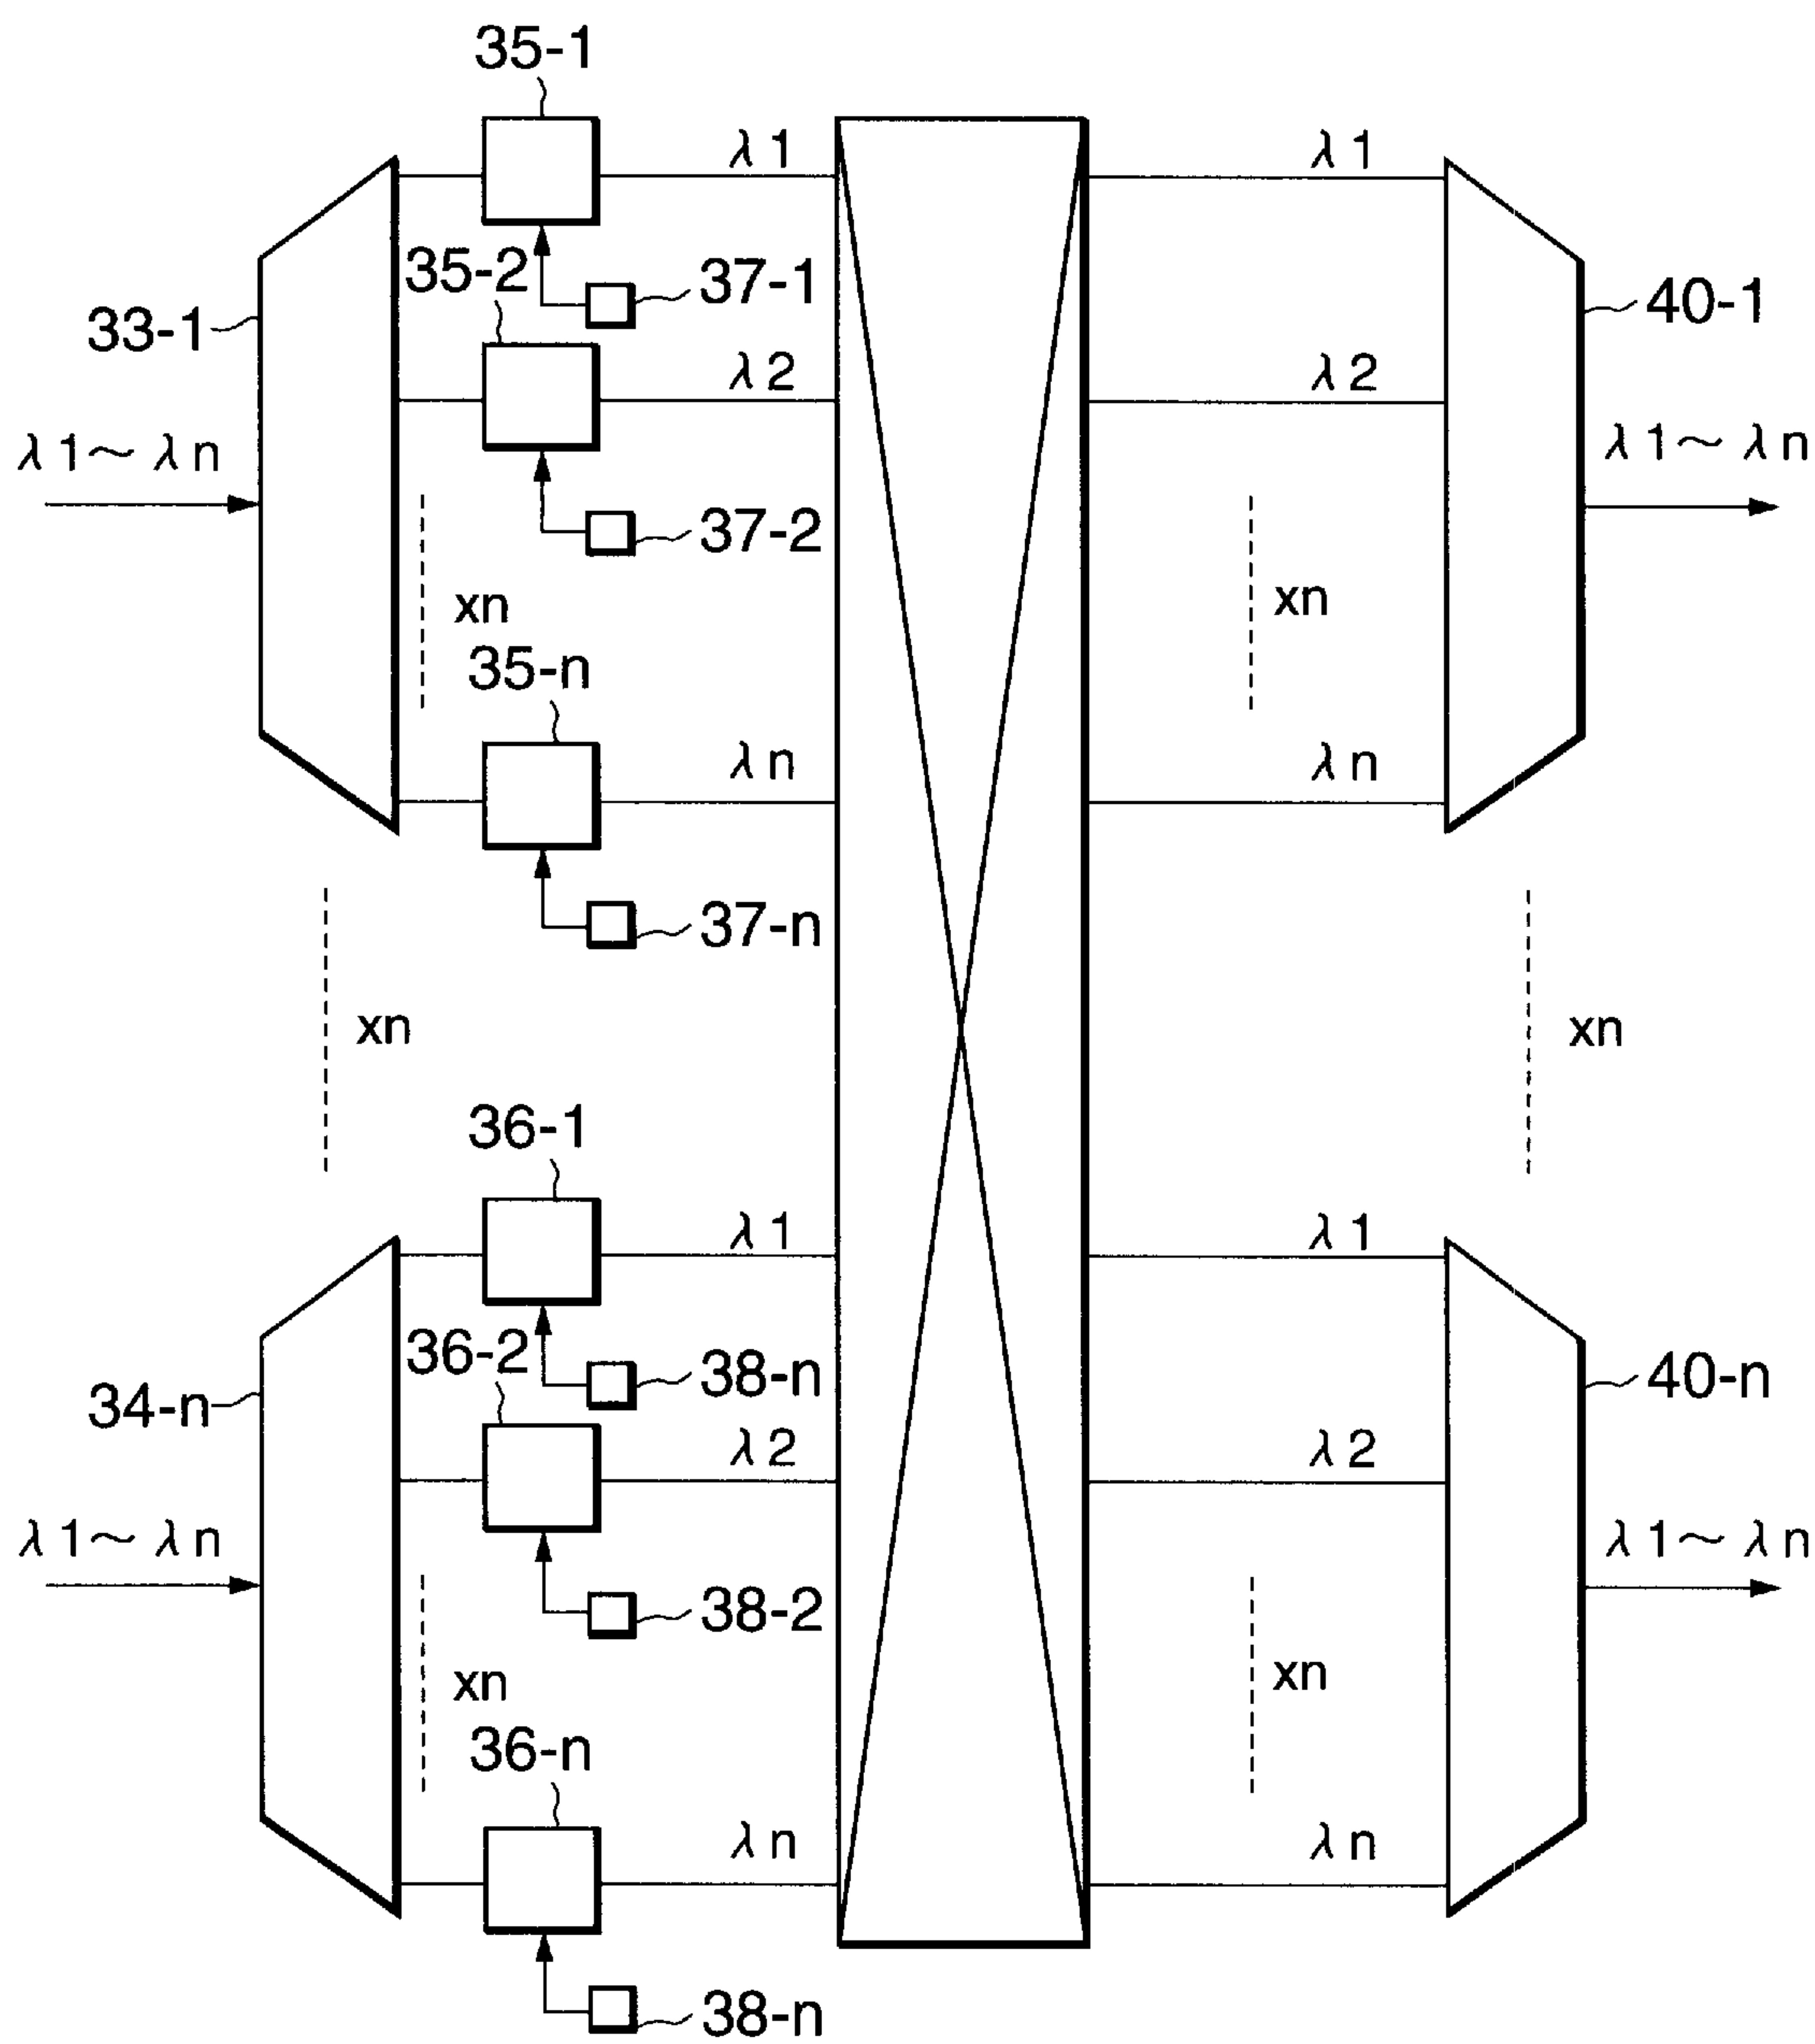 35-1
λ1
λ1
35-2
37-1
33-1
40-1
λ2
λ2
λ1~λn
λ1~λn
37-2
xn
xn
35-n
λn
λn
37-n
xn
xn
36-1
λ1
λ1
36-2
38-n
34-n
40-n
λ2
λ2
λ1~λn
λ1~λn
38-2
xn
xn
36-n
λn
λn
38-n